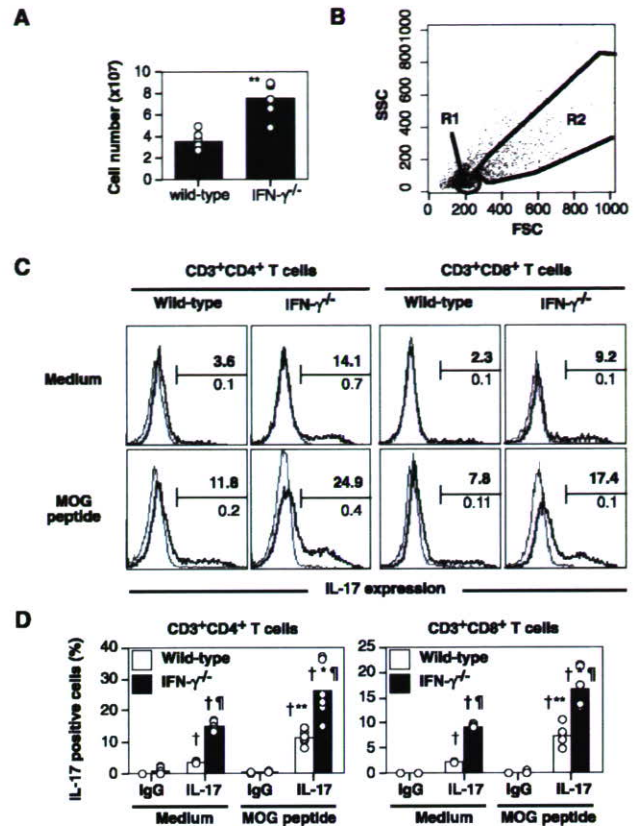 A
Cell number (x10⁷)
10
8
6
4
2
0
**
wild-type IFN-γ-/-
B
SSC
0 200 400 600 800 1000
R1
R2
0 200 400 600 800 1000
FSC
C
CD3+CD4+ T cells CD3+CD8+ T cells
Wild-type IFN-γ-/- Wild-type IFN-γ-/-
Medium
3.6 14.1 2.3 9.2
0.1 0.7 0.1 0.1
MOG
peptide
11.8 24.9 7.8 17.4
0.2 0.4 0.11 0.1
IL-17 expression
D
IL-17 positive cells (%)
CD3+CD4+ T cells
40
30
20
10
0
Wild-type
IFN-γ-/-
†
† ¶
†**
† * ¶
IgG IL-17 IgG IL-17
Medium MOG peptide
CD3+CD8+ T cells
25
20
15
10
5
0
Wild-type
IFN-γ-/-
†
† ¶
†**
† * ¶
IgG IL-17 IgG IL-17
Medium MOG peptide